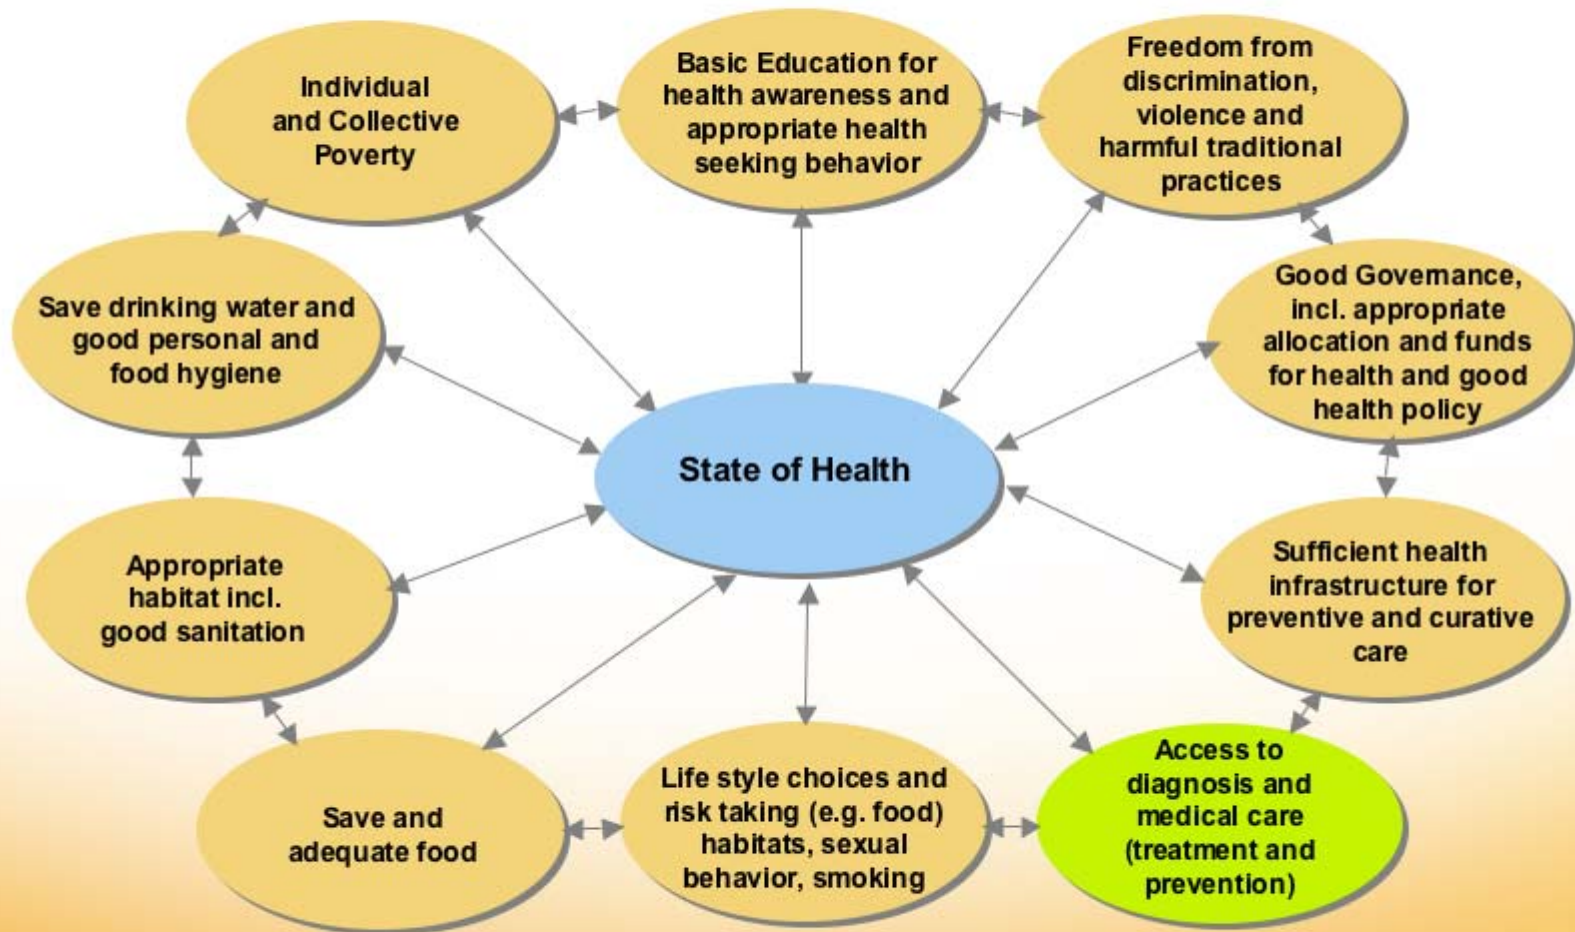 Individual
and Collective
Poverty
Basic Education for
health awareness and
appropriate health
seeking behavior
Freedom from
discrimination,
violence and
harmful traditional
practices
Save drinking water and
good personal and
food hygiene
Good Governance,
incl. appropriate
allocation and funds
for health and good
health policy
State of Health
Appropriate
habitat incl.
good sanitation
Sufficient health
infrastructure for
preventive and curative
care
Save and
adequate food
Life style choices and
risk taking (e.g. food)
habitats, sexual
behavior, smoking
Access to
diagnosis and
medical care
(treatment and
prevention)